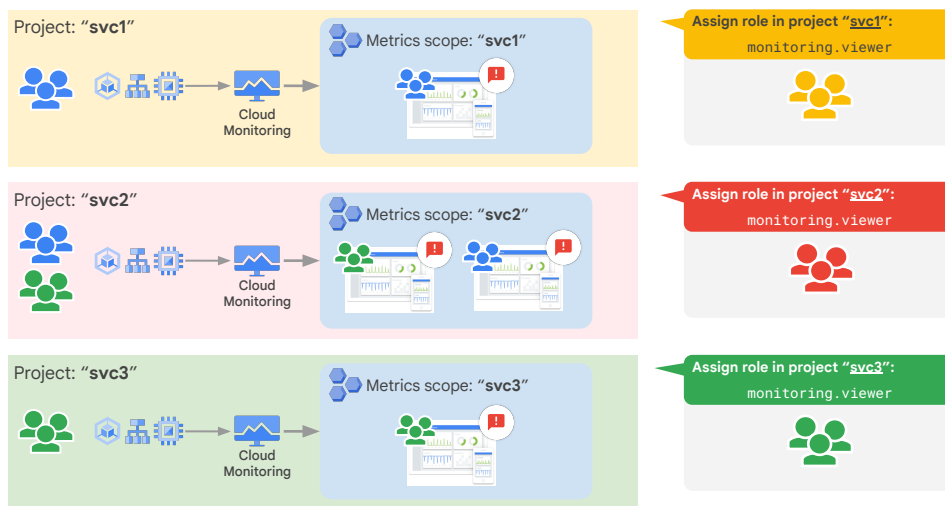 Project: “svc1”
Metrics scope: “svc1”
Cloud
Monitoring
Assign role in project “svc1”:
monitoring.viewer
Project: “svc2”
Metrics scope: “svc2”
Cloud
Monitoring
Assign role in project “svc2”:
monitoring.viewer
Project: “svc3”
Metrics scope: “svc3”
Cloud
Monitoring
Assign role in project “svc3”:
monitoring.viewer